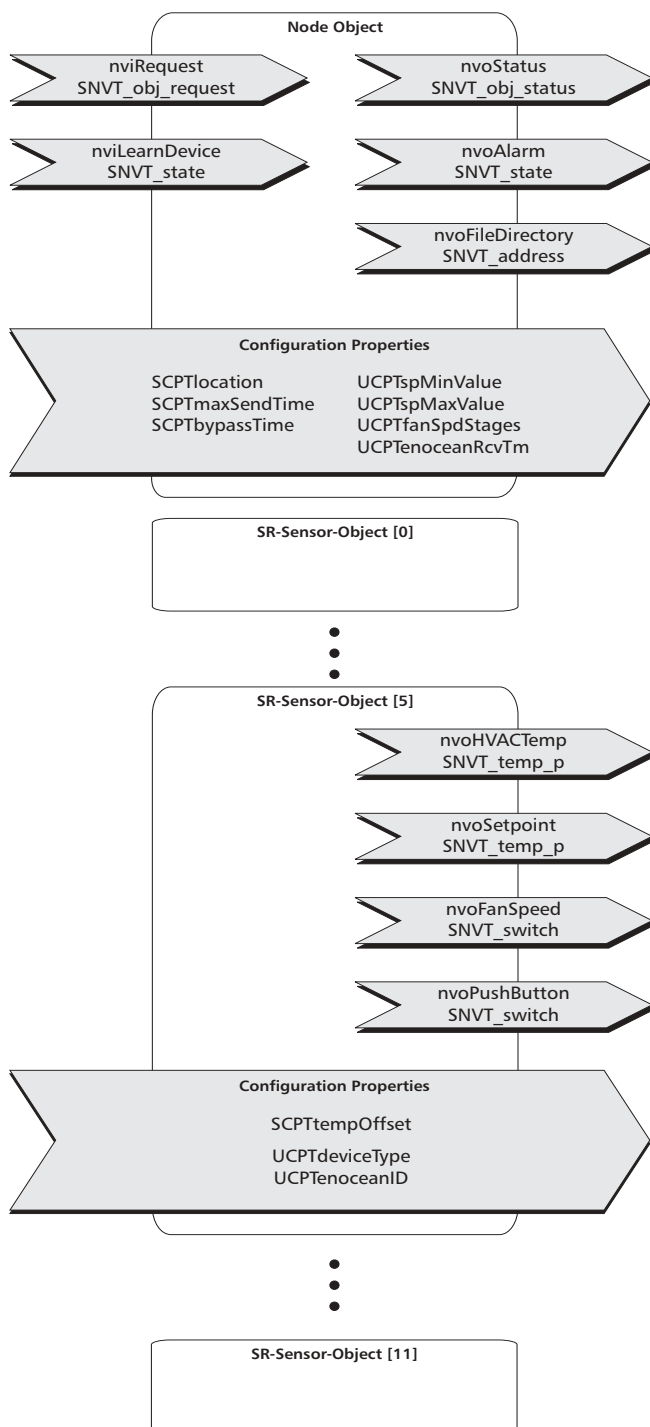 Node Object
nviRequest
SNVT_obj_request
nvoStatus
SNVT_obj_status
nviLearnDevice
SNVT_state
nvoAlarm
SNVT_state
nvoFileDirectory
SNVT_address
Configuration Properties
SCPTlocation
SCPTmaxSendTime
SCPTbypassTime
UCPTspMinValue
UCPTspMaxValue
UCPTfanSpdStages
UCPTenoceanRcvTm
SR-Sensor-Object [0]
SR-Sensor-Object [5]
nvoHVACTemp
SNVT_temp_p
nvoSetpoint
SNVT_temp_p
nvoFanSpeed
SNVT_switch
nvoPushButton
SNVT_switch
Configuration Properties
SCPTtempOffset
UCPTdeviceType
UCPTenoceanID
SR-Sensor-Object [11]